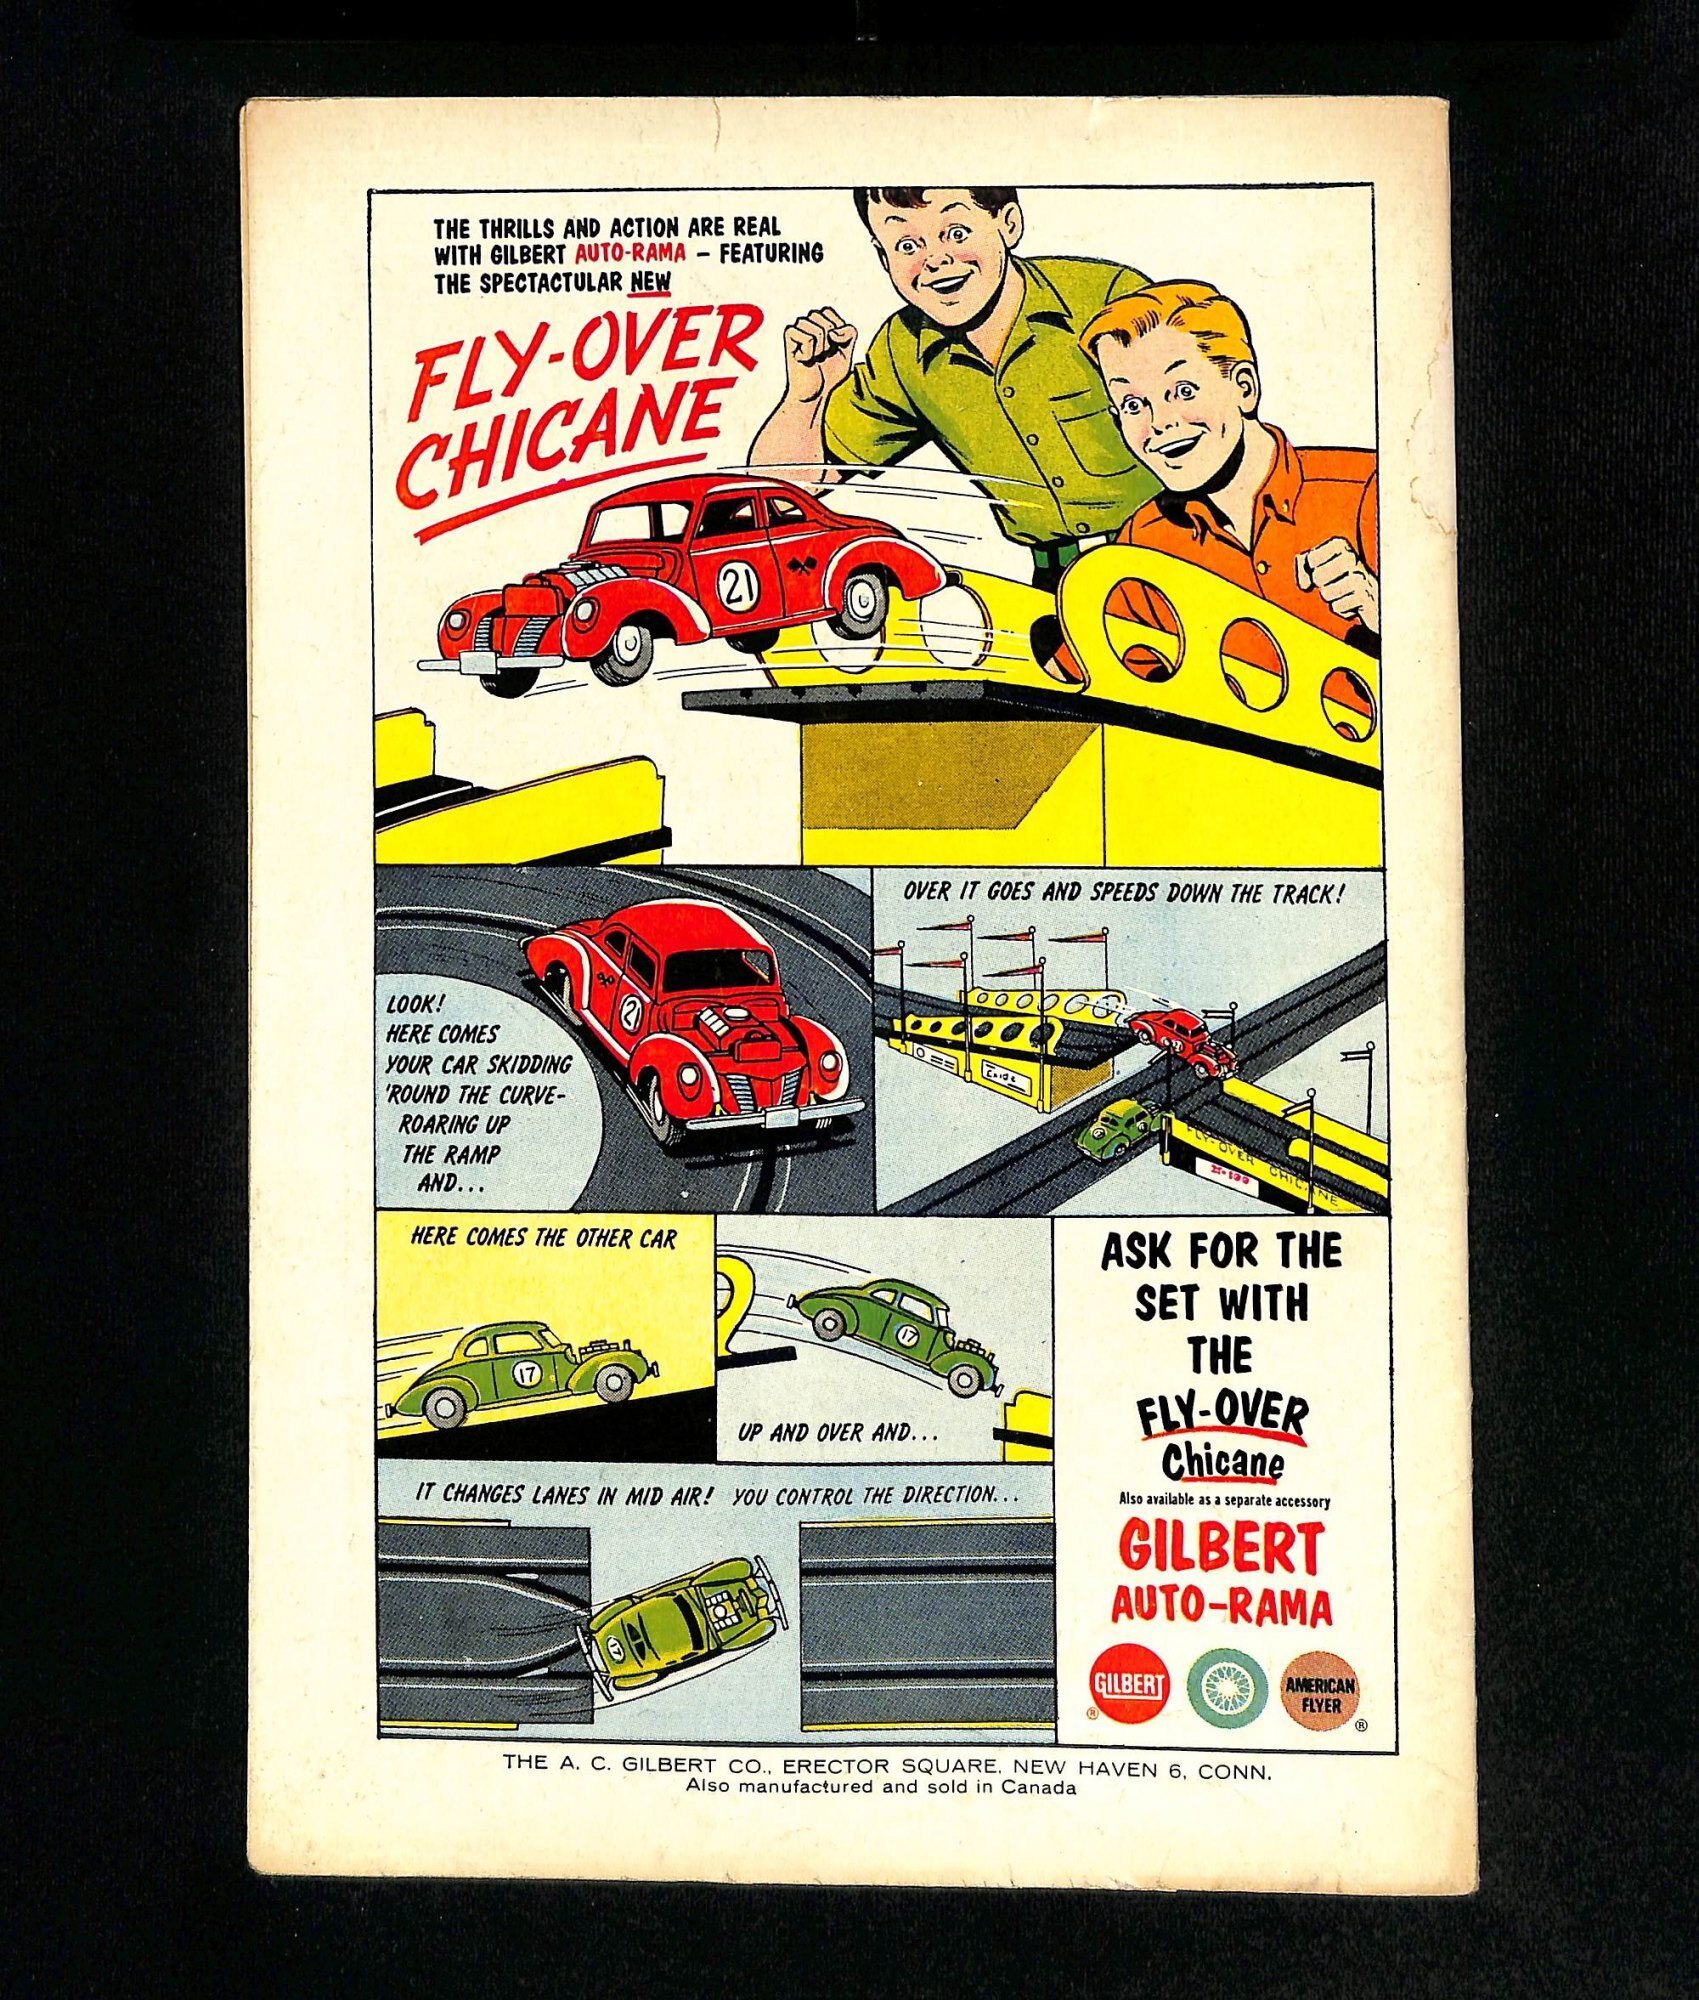 THE THRILLS AND ACTION ARE REAL
WITH GILBERT AUTO-RAMA – FEATURING
THE SPECTACTULAR NEW
FLY-OVER
CHICANE
21
LOOK!
HERE COMES
YOUR CAR SKIDDING
'ROUND THE CURVE-
ROARING UP
THE RAMP
AND...
21
OVER IT GOES AND SPEEDS DOWN THE TRACK!
Exide
FLY-OVER CHICANE
HERE COMES THE OTHER CAR
17
17
UP AND OVER AND...
IT CHANGES LANES IN MID AIR! YOU CONTROL THE DIRECTION...
17
ASK FOR THE
SET WITH
THE
FLY-OVER
Chicane
Also available as a separate accessory
GILBERT
AUTO-RAMA
GILBERT
®
AMERICAN
FLYER
®
THE A. C. GILBERT CO., ERECTOR SQUARE, NEW HAVEN 6, CONN.
Also manufactured and sold in Canada